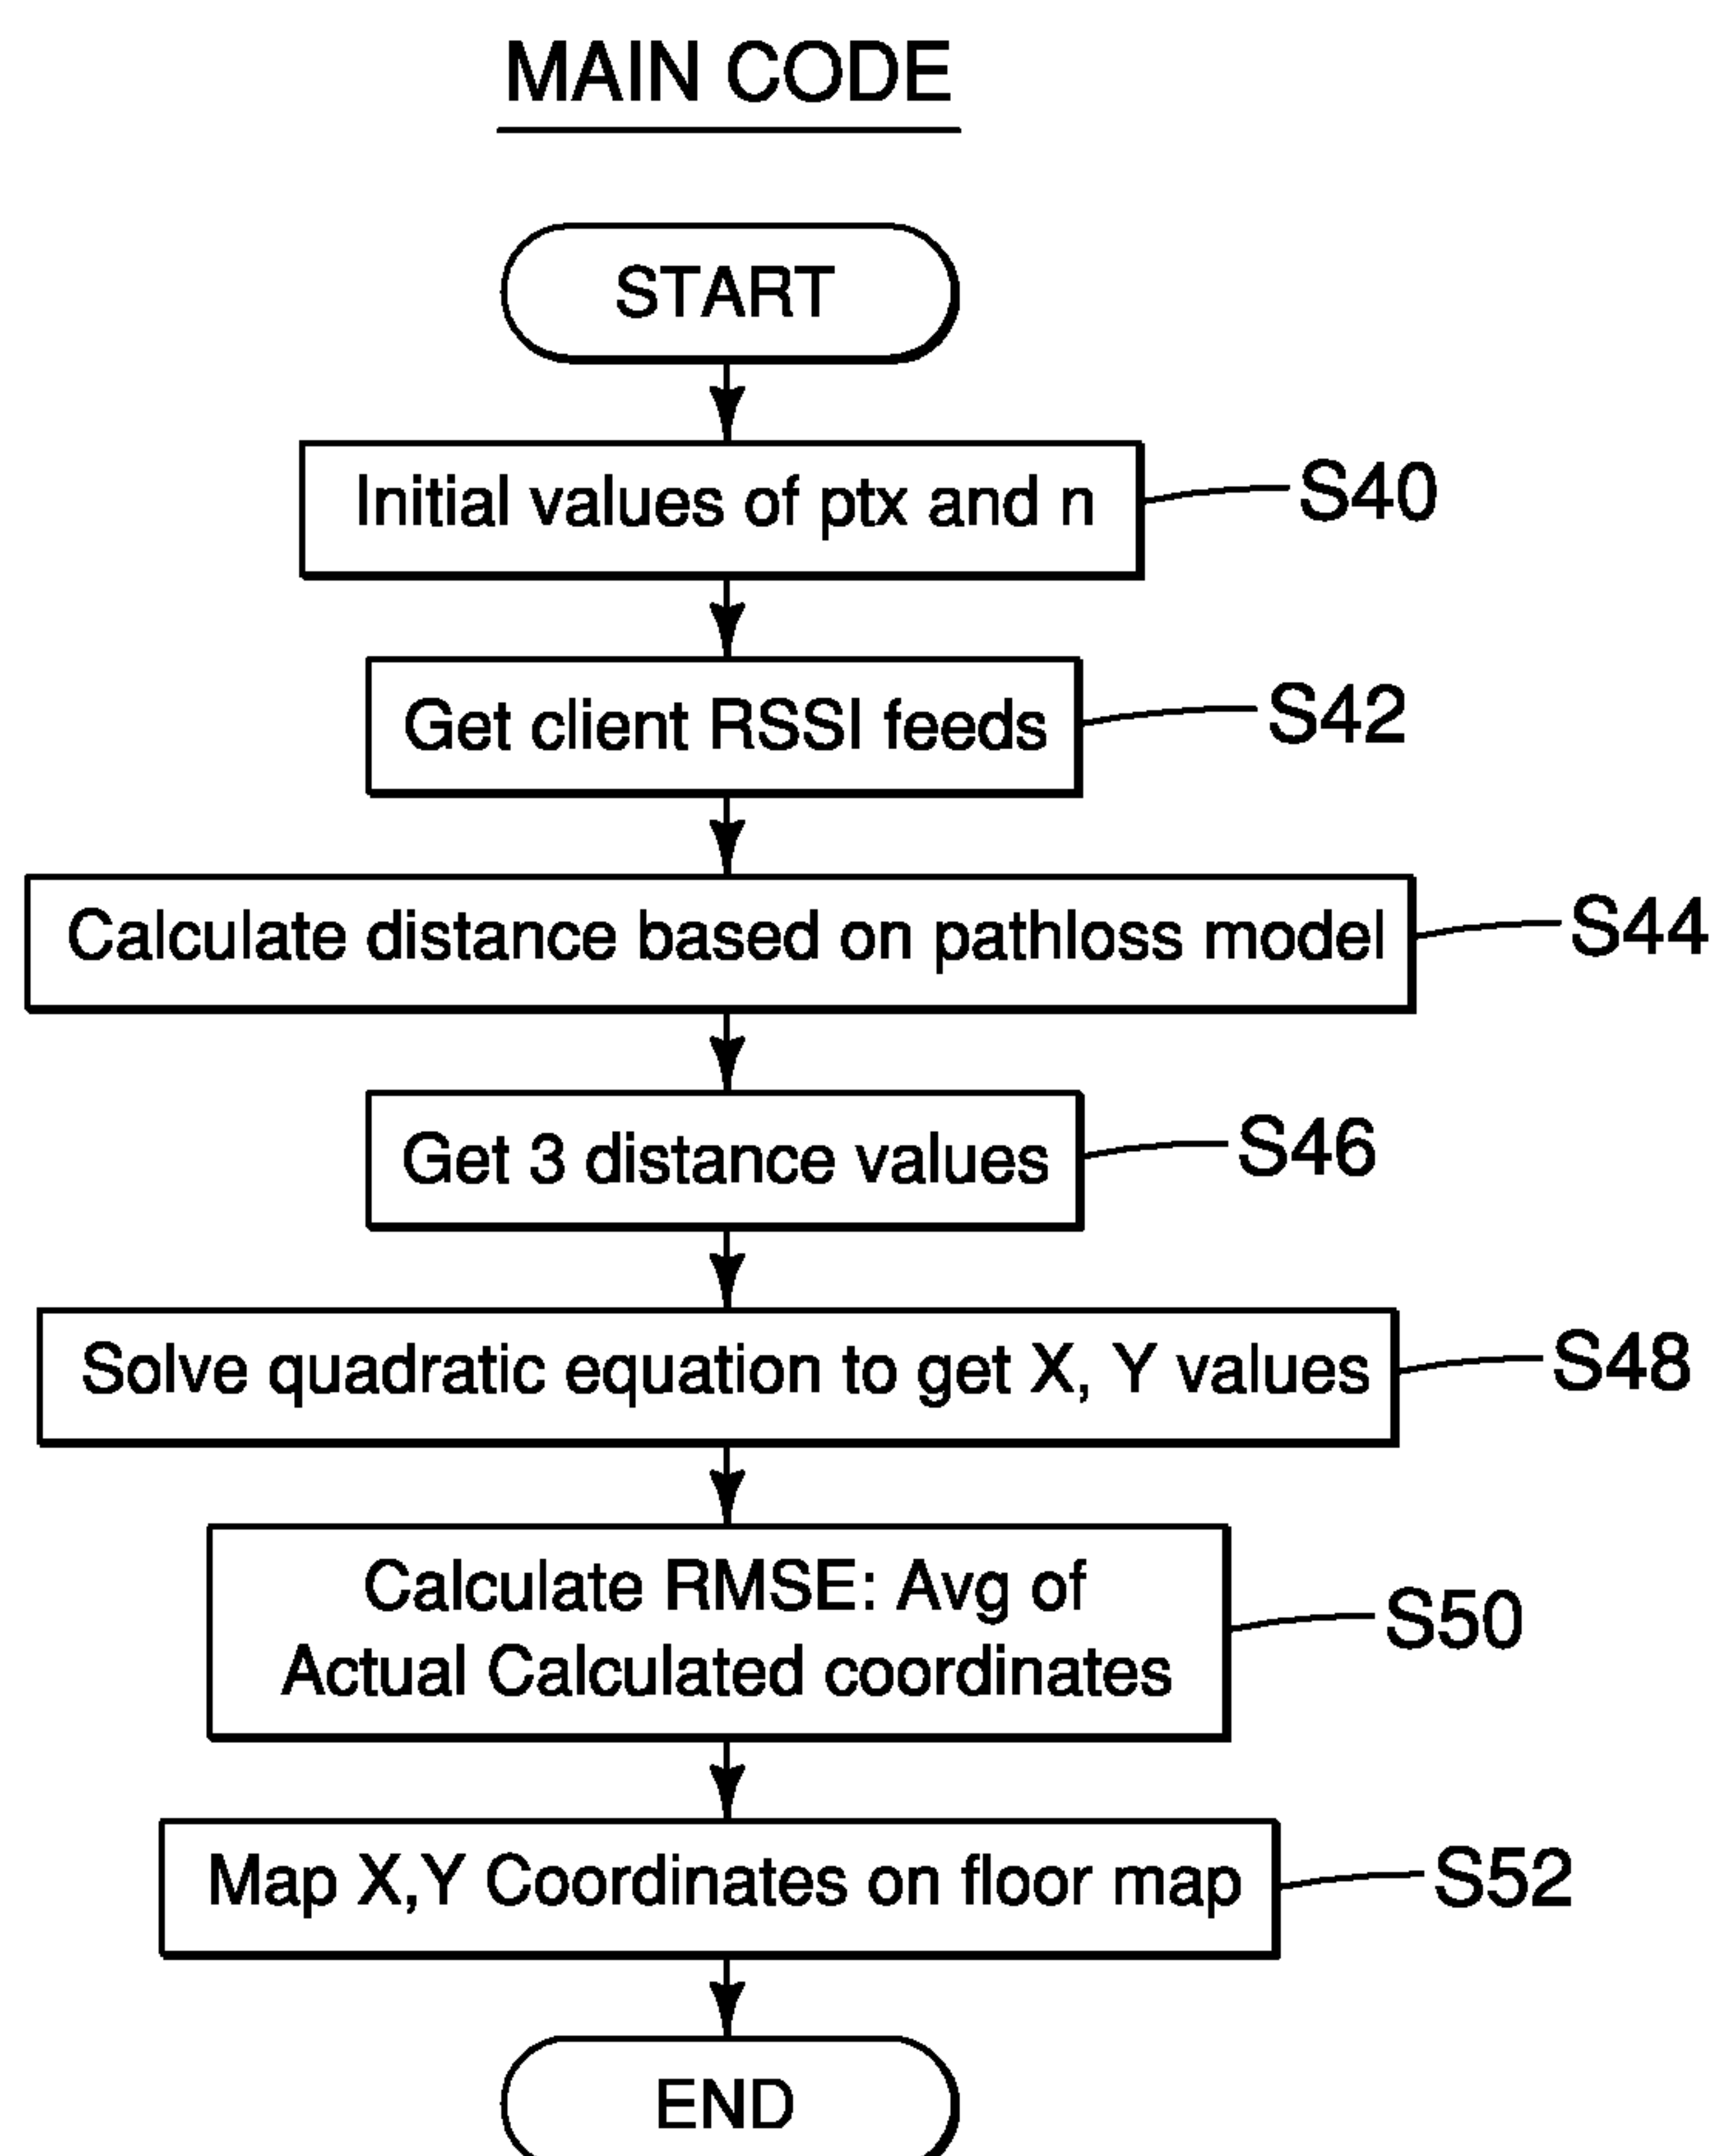 MAIN CODE
START
Initial values of ptx and n
S40
Get client RSSI feeds
S42
Calculate distance based on pathloss model
S44
Get 3 distance values
S46
Solve quadratic equation to get X, Y values
S48
Calculate RMSE: Avg of
Actual Calculated coordinates
S50
Map X,Y Coordinates on floor map
S52
END